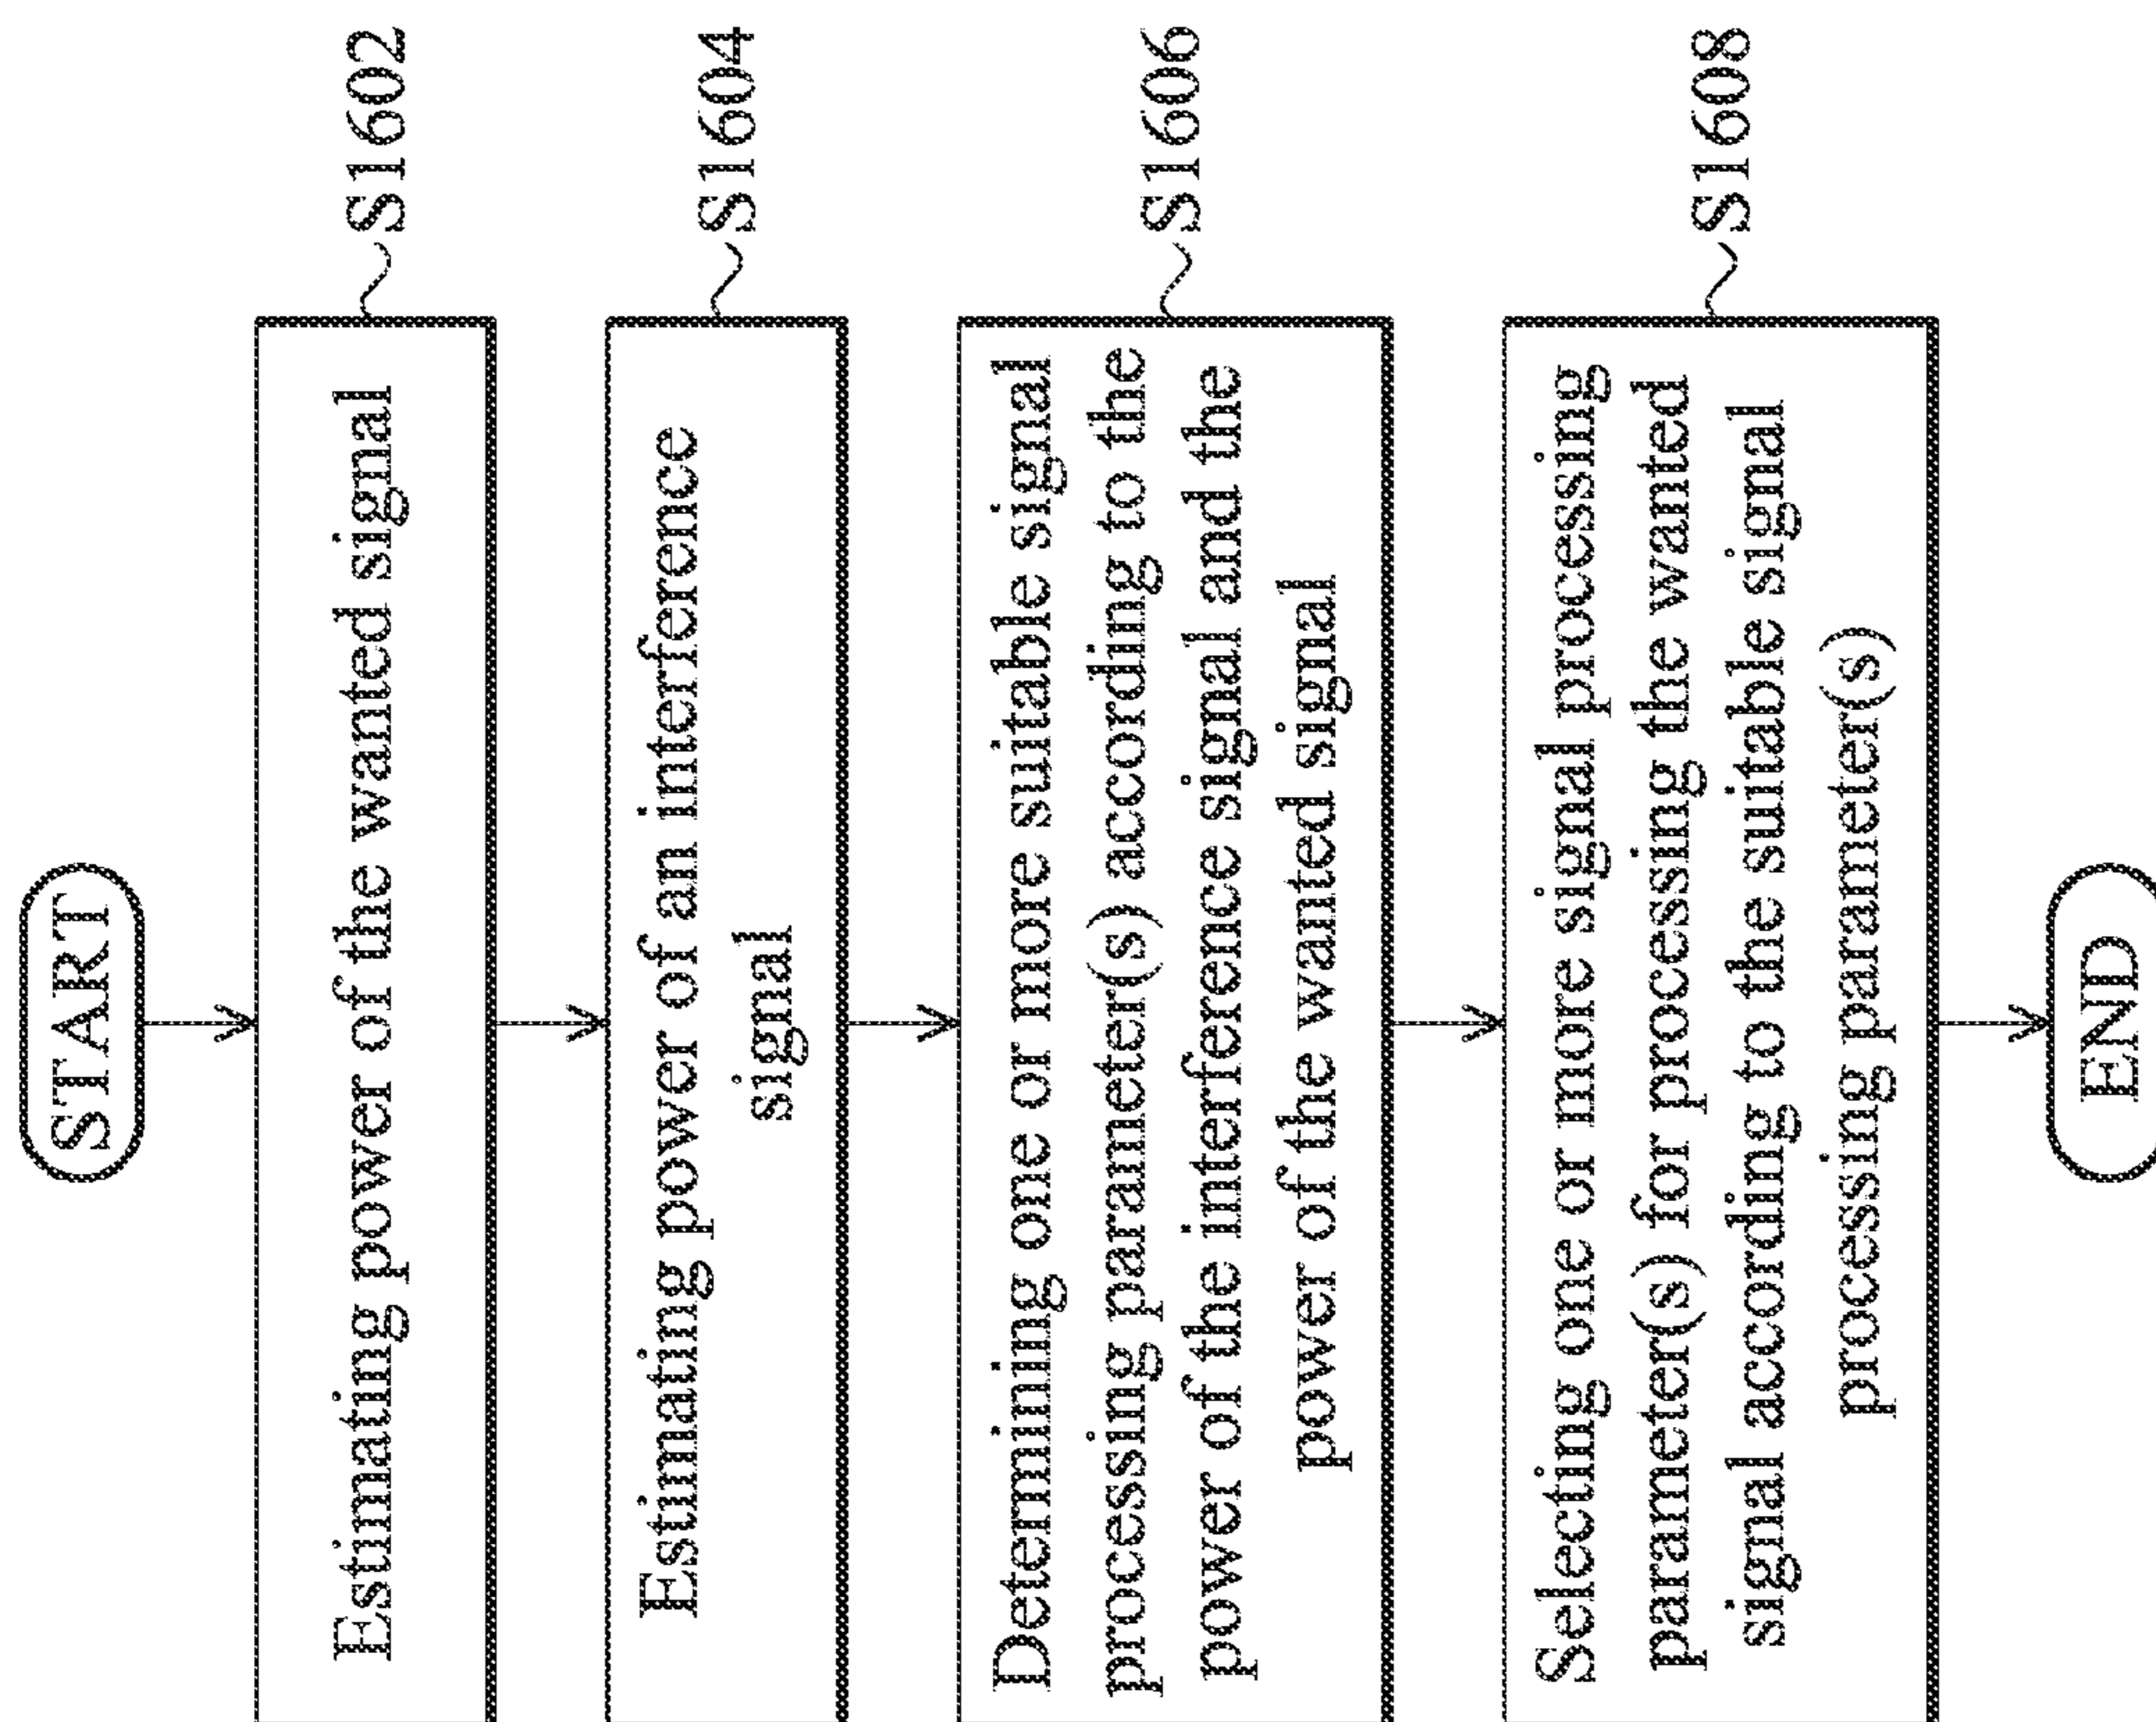 START
Estimating power of the wanted signal
S1602
Estimating power of an interference
signal
S1604
Determining one or more suitable signal
processing parameter(s) according to the
power of the interference signal and the
power of the wanted signal
S1606
Selecting one or more signal processing
parameter(s) for processing the wanted
signal according to the suitable signal
processing parameter(s)
S1608
END